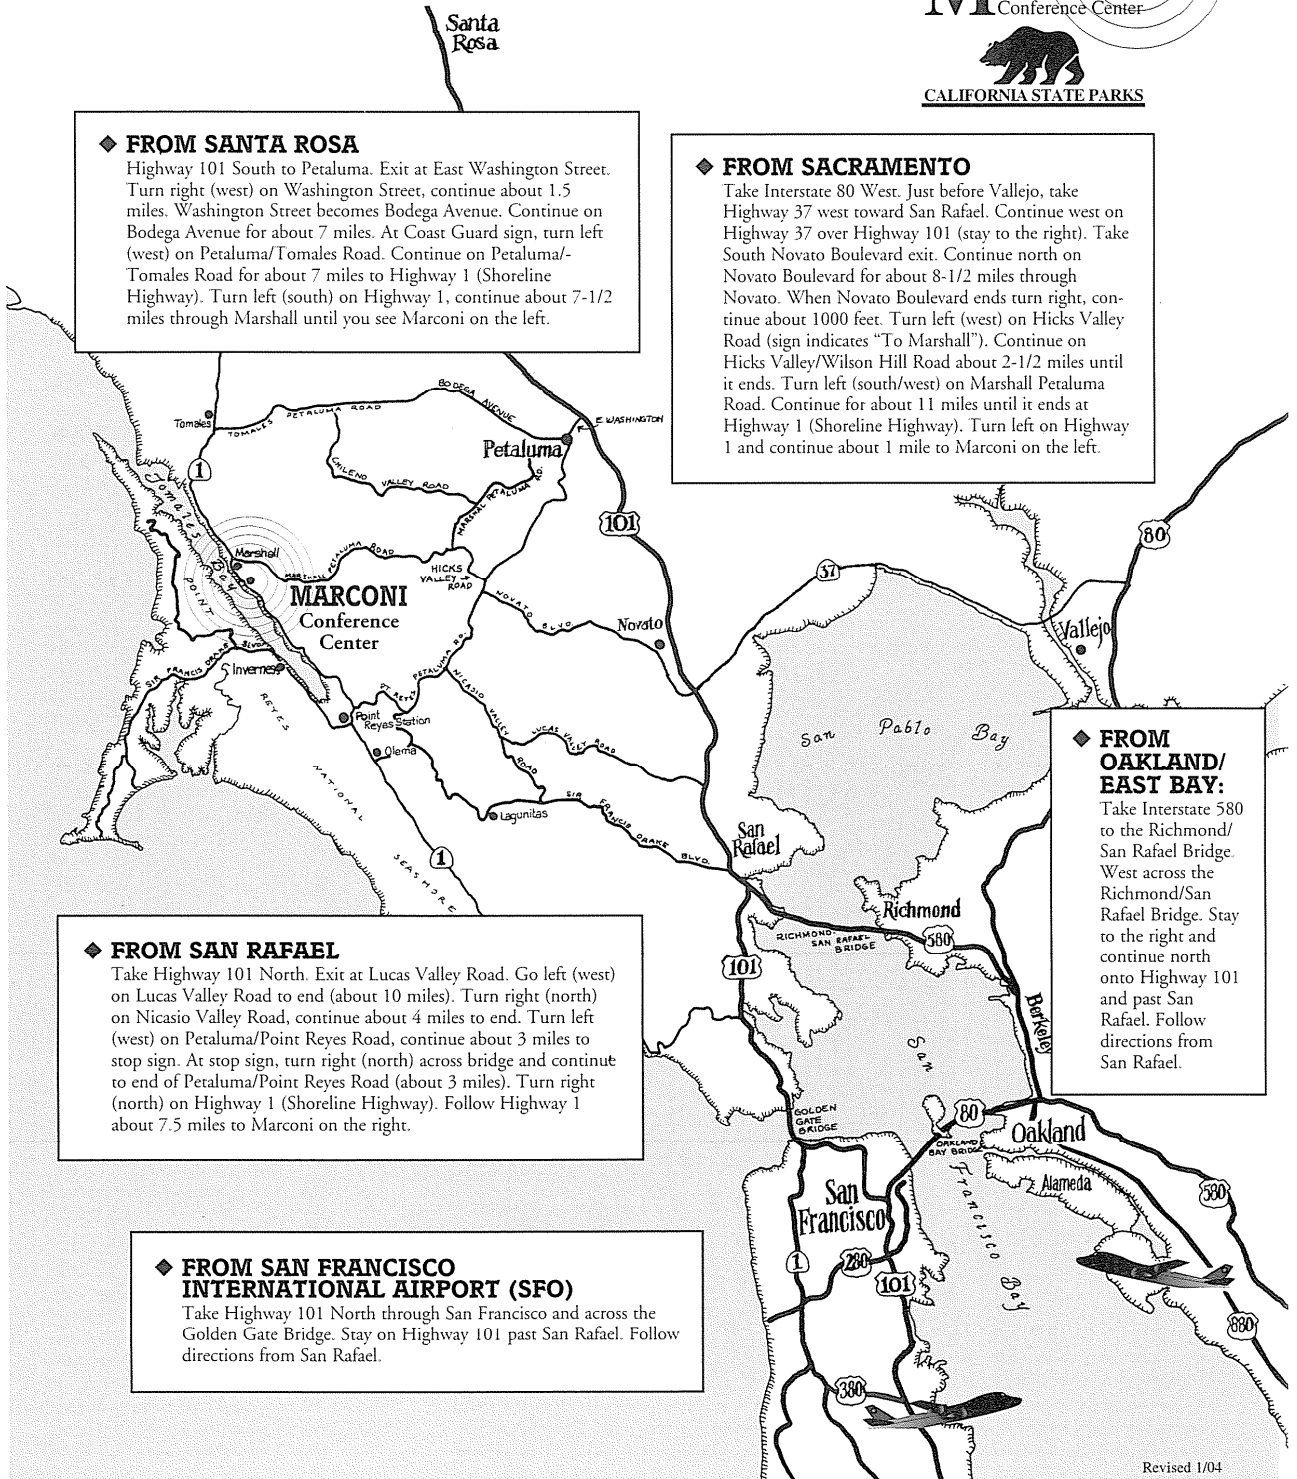 Santa
Rosa
M Conference Center
CALIFORNIA STATE PARKS
FROM SANTA ROSA
Highway 101 South to Petaluma. Exit at East Washington Street.
Turn right (west) on Washington Street, continue about 1.5
miles. Washington Street becomes Bodega Avenue. Continue on
Bodega Avenue for about 7 miles. At Coast Guard sign, turn left
(west) on Petaluma/Tomales Road. Continue on Petaluma/-
Tomales Road for about 7 miles to Highway 1 (Shoreline
Highway). Turn left (south) on Highway 1, continue about 7-1/2
miles through Marshall until you see Marconi on the left.
FROM SACRAMENTO
Take Interstate 80 West. Just before Vallejo, take
Highway 37 west toward San Rafael. Continue west on
Highway 37 over Highway 101 (stay to the right). Take
South Novato Boulevard exit. Continue north on
Novato Boulevard for about 8-1/2 miles through
Novato. When Novato Boulevard ends turn right, con-
tinue about 1000 feet. Turn left (west) on Hicks Valley
Road (sign indicates “To Marshall”). Continue on
Hicks Valley/Wilson Hill Road about 2-1/2 miles until
it ends. Turn left (south/west) on Marshall Petaluma
Road. Continue for about 11 miles until it ends at
Highway 1 (Shoreline Highway). Turn left on Highway
1 and continue about 1 mile to Marconi on the left.
BODEGA AVENUE
TOMALES PETALUMA ROAD
Tomales
E. WASHINGTON
Petaluma
1
CHILENO VALLEY ROAD
MARSHAL PETALUMA RD.
101
80
37
Tomales Bay
Marshall
MARSHALL PETALUMA ROAD
HICKS
VALLEY
ROAD
MARCONI
Conference
Center
NOVATO BLVD.
Novato
Vallejo
POINT
REYES
NATIONAL
SEASHORE
SIR FRANCIS DRAKE BLVD
Inverness
PT. REYES PETALUMA RD.
NICASIO
VALLEY
ROAD
Point
Reyes Station
Olema
LUCAS VALLEY ROAD
San Pablo Bay
SIR FRANCIS DRAKE BLVD.
Lagunitas
1
San
Rafael
FROM
OAKLAND/
EAST BAY:
Take Interstate 580
to the Richmond/
San Rafael Bridge.
West across the
Richmond/San
Rafael Bridge. Stay
to the right and
continue north
onto Highway 101
and past San
Rafael. Follow
directions from
San Rafael.
Richmond
RICHMOND-
SAN RAFAEL
BRIDGE
580
101
Berkeley
FROM SAN RAFAEL
Take Highway 101 North. Exit at Lucas Valley Road. Go left (west)
on Lucas Valley Road to end (about 10 miles). Turn right (north)
on Nicasio Valley Road, continue about 4 miles to end. Turn left
(west) on Petaluma/Point Reyes Road, continue about 3 miles to
stop sign. At stop sign, turn right (north) across bridge and continue
to end of Petaluma/Point Reyes Road (about 3 miles). Turn right
(north) on Highway 1 (Shoreline Highway). Follow Highway 1
about 7.5 miles to Marconi on the right.
San Francisco Bay
GOLDEN
GATE
BRIDGE
80
OAKLAND
BAY BRIDGE
Oakland
Alameda
580
San
Francisco
1
280
101
880
380
FROM SAN FRANCISCO
INTERNATIONAL AIRPORT (SFO)
Take Highway 101 North through San Francisco and across the
Golden Gate Bridge. Stay on Highway 101 past San Rafael. Follow
directions from San Rafael.
Revised 1/04